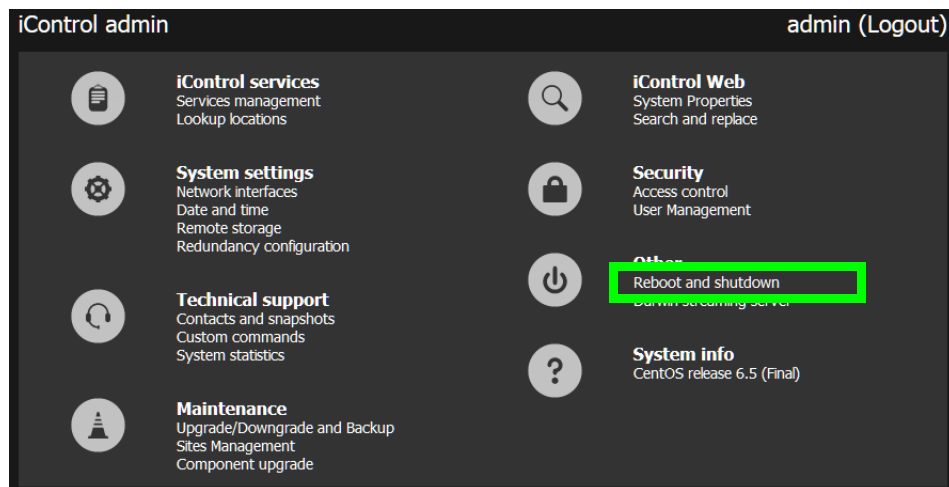 iControl admin
admin (Logout)
iControl services
Services management
Lookup locations
System settings
Network interfaces
Date and time
Remote storage
Redundancy configuration
Technical support
Contacts and snapshots
Custom commands
System statistics
Maintenance
Upgrade/Downgrade and Backup
Sites Management
Component upgrade
iControl Web
System Properties
Search and replace
Security
Access control
User Management
Other
Reboot and shutdown
Darwin streaming server
System info
CentOS release 6.5 (Final)